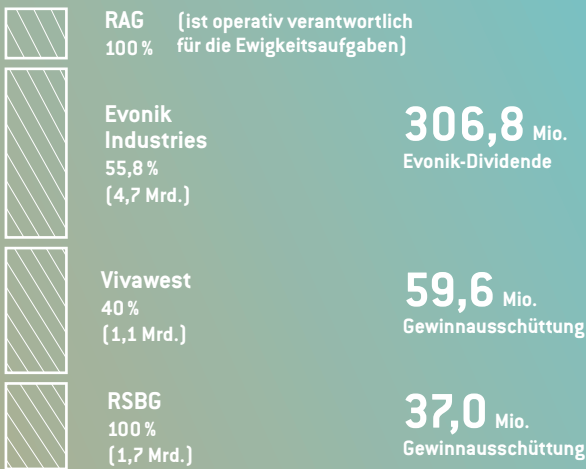 RAG (ist operativ verantwortlich
100 % für die Ewigkeitsaufgaben)
Evonik
Industries
55,8 %
(4,7 Mrd.)
306,8 Mio.
Evonik-Dividende
Vivawest
40 %
(1,1 Mrd.)
59,6 Mio.
Gewinnausschüttung
RSBG
100 %
(1,7 Mrd.)
37,0 Mio.
Gewinnausschüttung